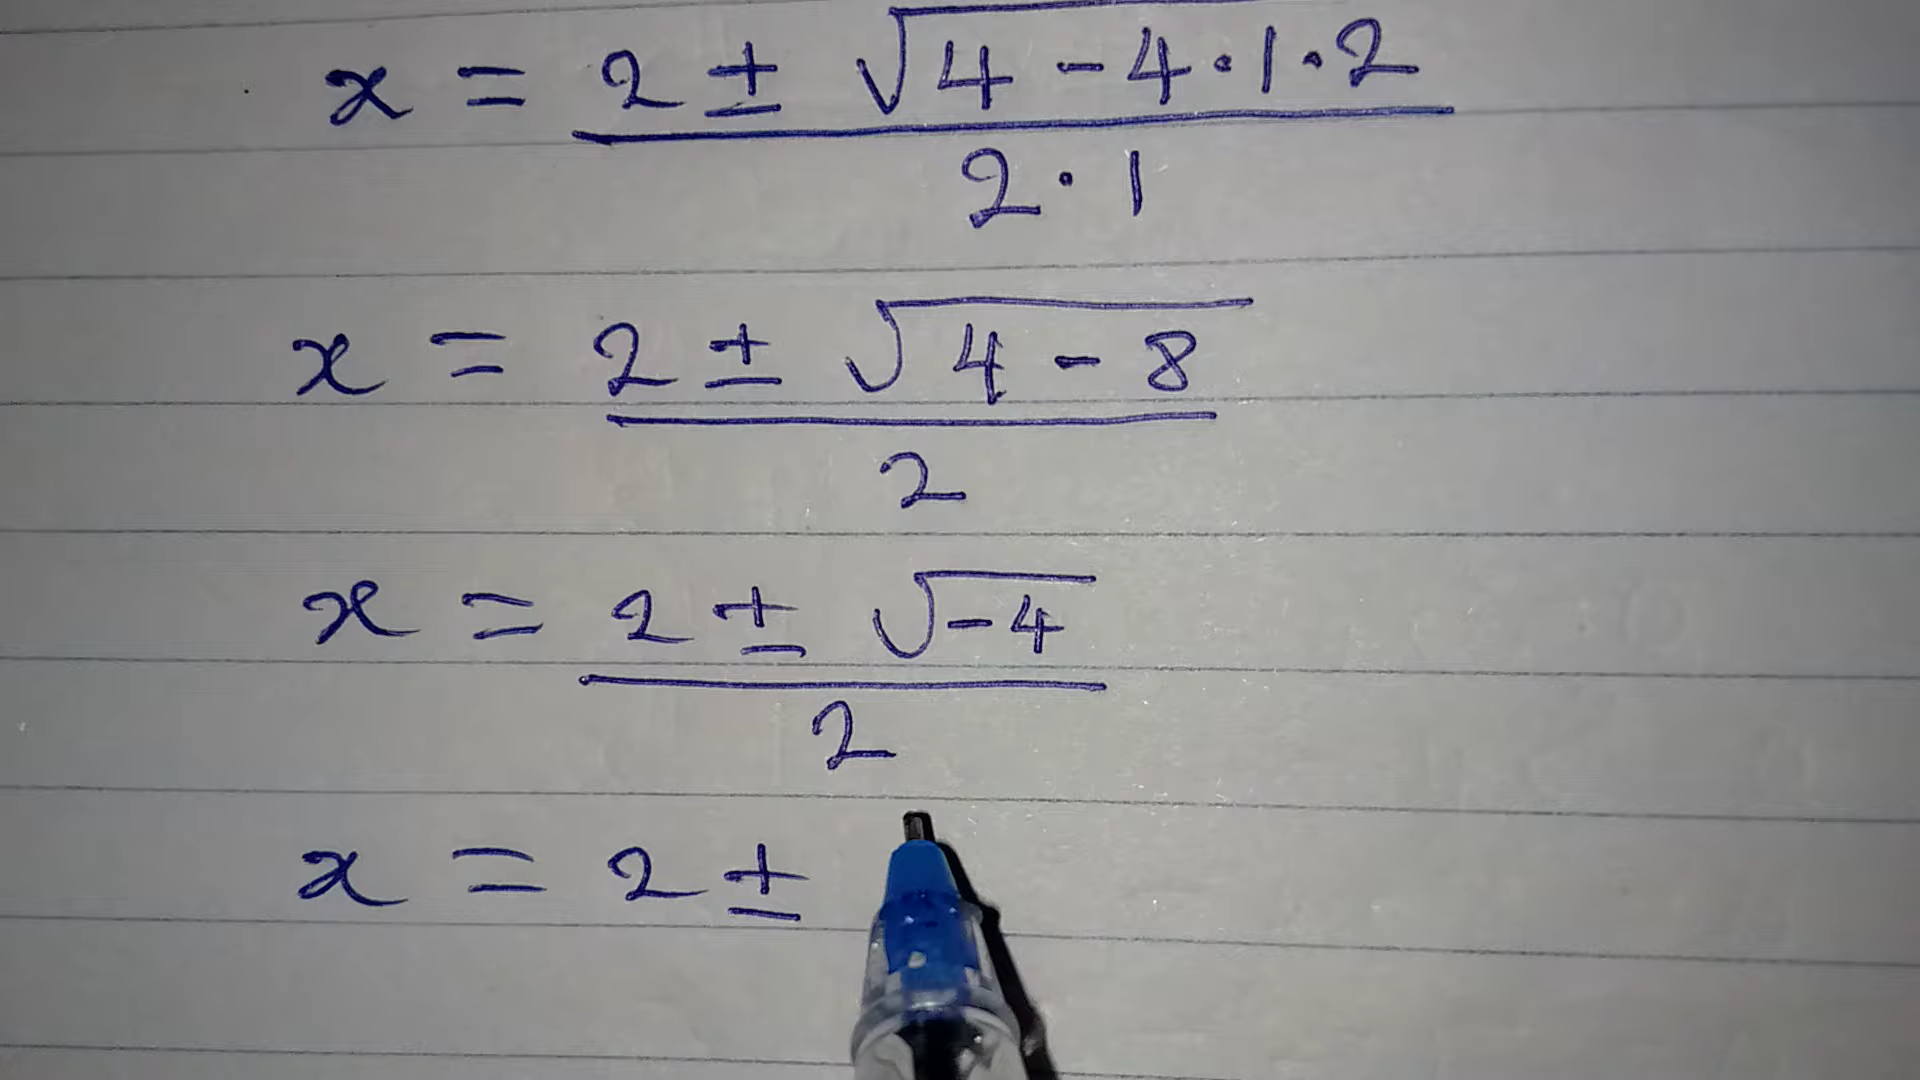 x = 2 ± √4 - 4·1·2
2·1
x = 2 ± √4 - 8
2
x = 2 ± √-4
2
x = 2 ±